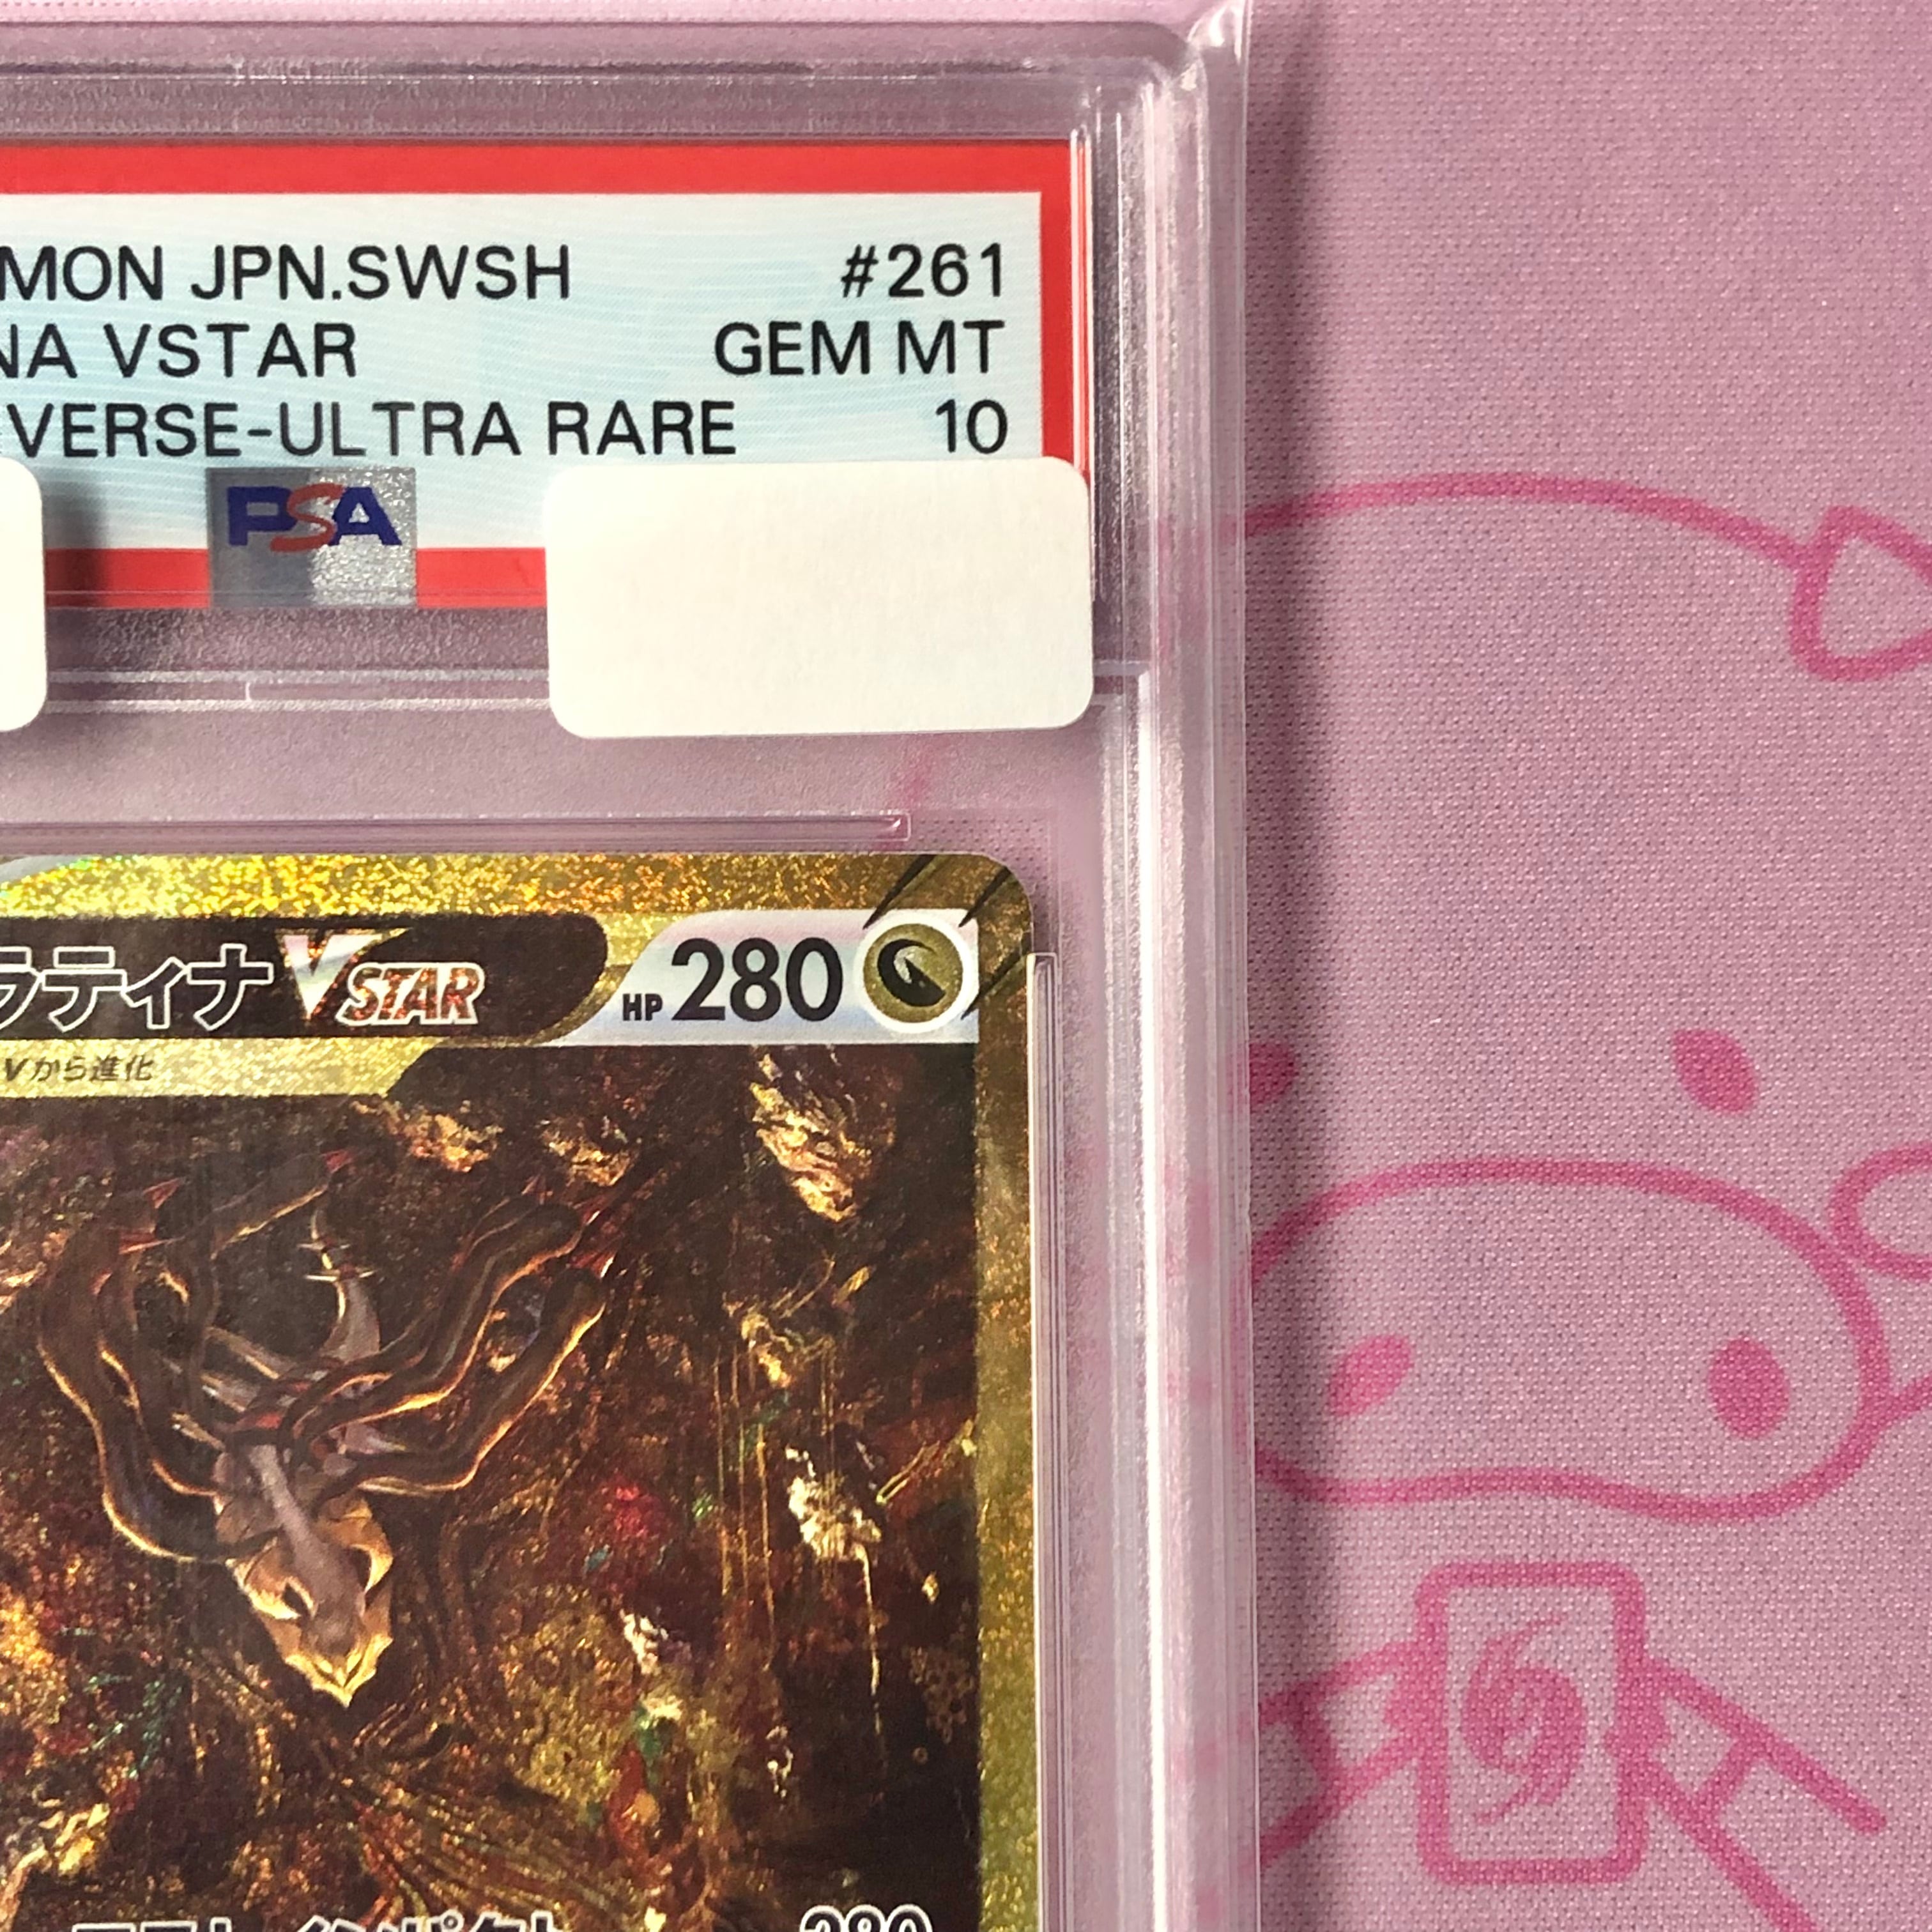 MON JPN.SWSH #261
NA VSTAR GEM MT
VERSE-ULTRA RARE 10
PSA
ラティナ VSTAR HP 280
Vから進化
280